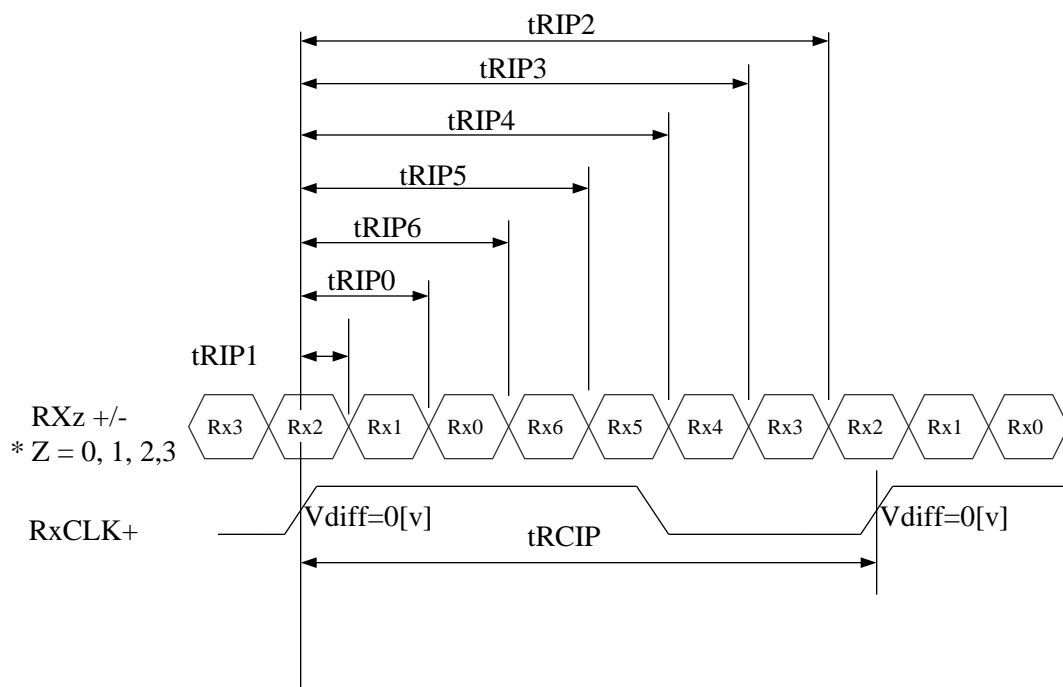 tRIP2
tRIP3
tRIP4
tRIP5
tRIP6
tRIP0
tRIP1
RXz +/-
* Z = 0, 1, 2,3
Rx3 Rx2 Rx1 Rx0 Rx6 Rx5 Rx4 Rx3 Rx2 Rx1 Rx0
RxCLK+
Vdiff=0[v] Vdiff=0[v]
tRCIP